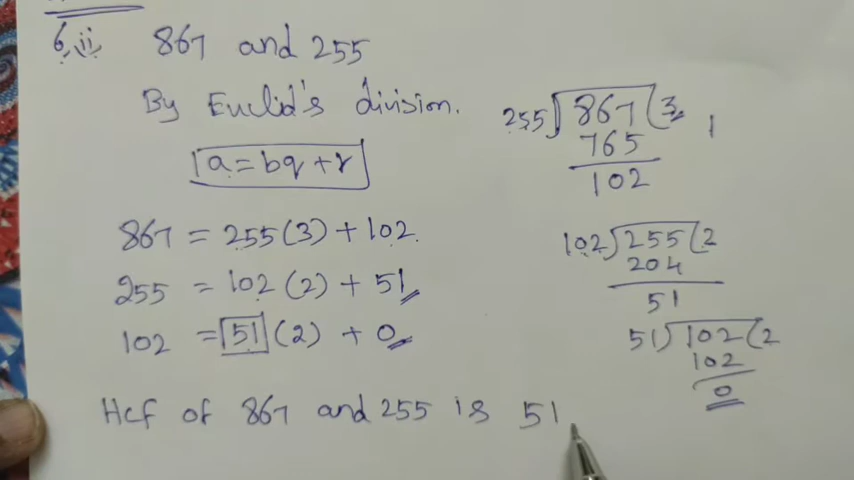 6 ii 867 and 255
By Euclid's division.
a = bq + r
867 = 255(3) + 102.
255 = 102(2) + 51
102 = 51(2) + 0
Hcf of 867 and 255 is 51
255)867(3
765
102
1
102)255(2
204
51
51)102(2
102
0